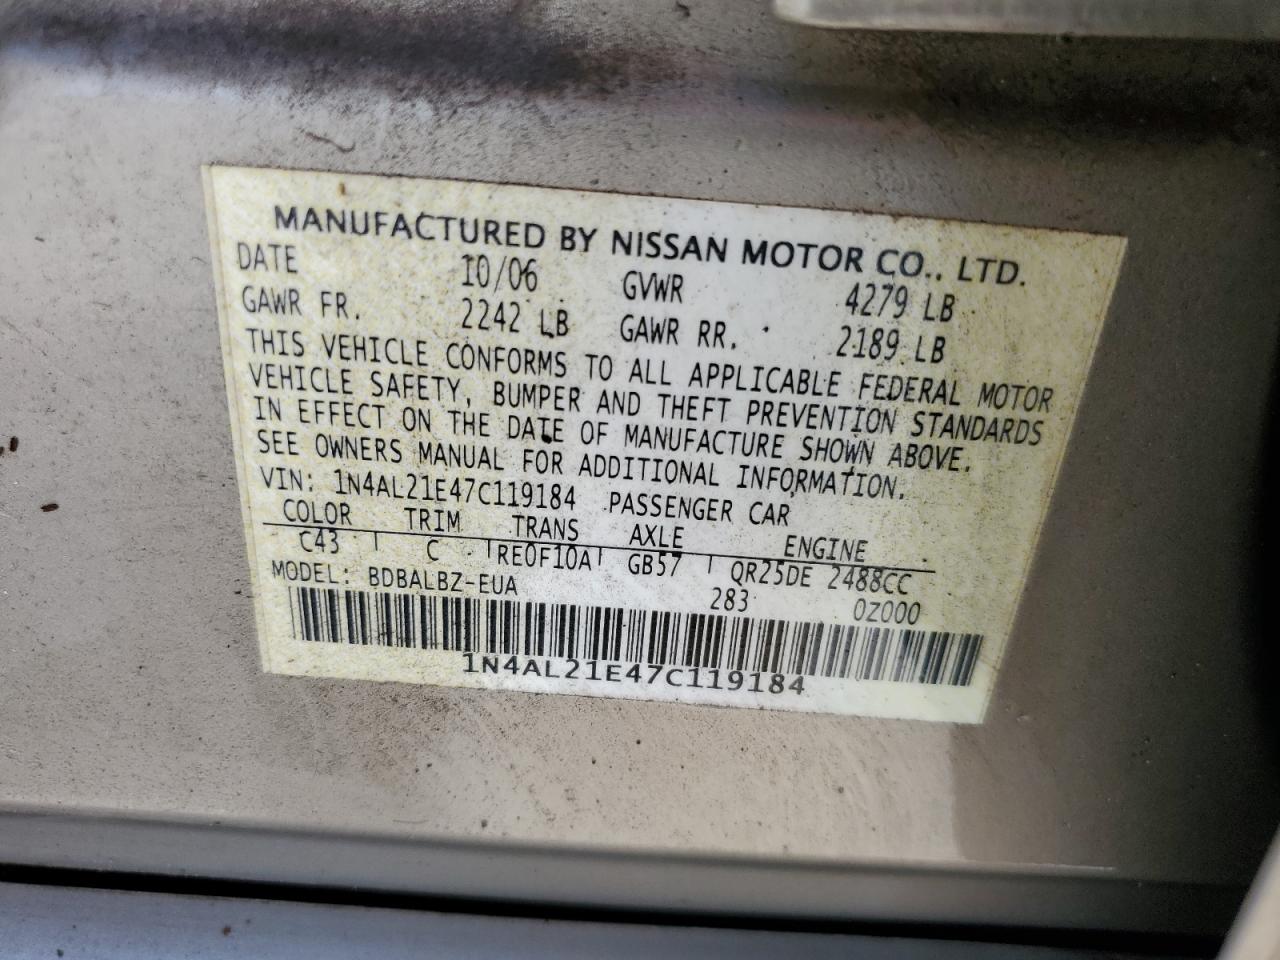 MANUFACTURED BY NISSAN MOTOR CO., LTD.
DATE 10/06 GVWR 4279 LB
GAWR FR. 2242 LB GAWR RR. 2189 LB
THIS VEHICLE CONFORMS TO ALL APPLICABLE FEDERAL MOTOR
VEHICLE SAFETY, BUMPER AND THEFT PREVENTION STANDARDS
IN EFFECT ON THE DATE OF MANUFACTURE SHOWN ABOVE.
SEE OWNERS MANUAL FOR ADDITIONAL INFORMATION.
VIN: 1N4AL21E47C119184 PASSENGER CAR
COLOR TRIM TRANS AXLE ENGINE
C43 C RE0F10A GB57 QR25DE 2488CC
MODEL: BDBALBZ-EUA 283 0Z000
1N4AL21E47C119184